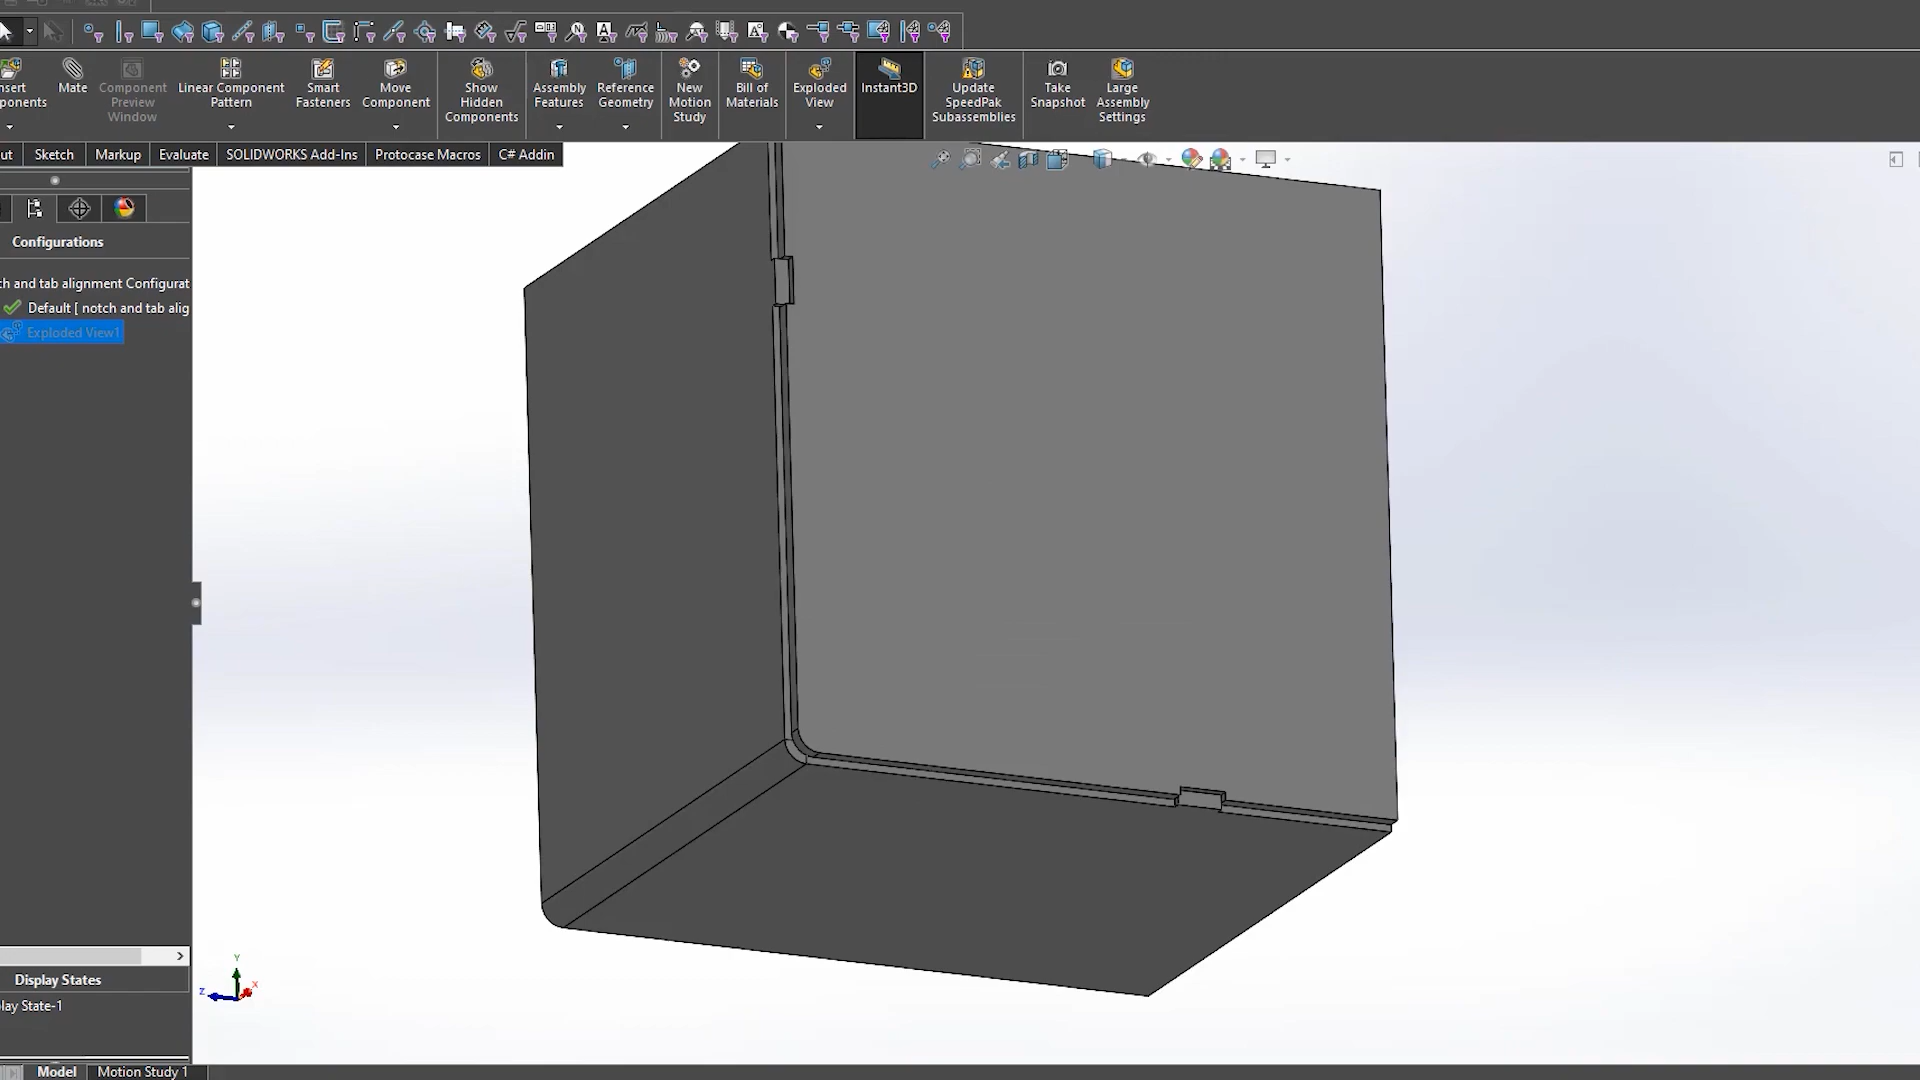 nsert
ponents
Mate
Component
Preview
Window
Linear Component
Pattern
Smart
Fasteners
Move
Component
Show
Hidden
Components
Assembly
Features
Reference
Geometry
New
Motion
Study
Bill of
Materials
Exploded
View
Instant3D
Update
SpeedPak
Subassemblies
Take
Snapshot
Large
Assembly
Settings
ut
Sketch
Markup
Evaluate
SOLIDWORKS Add-Ins
Protocase Macros
C# Addin
Configurations
ch and tab alignment Configurat
Default [ notch and tab alig
Exploded View1
Y
Z
X
Display States
play State-1
Model
Motion Study 1